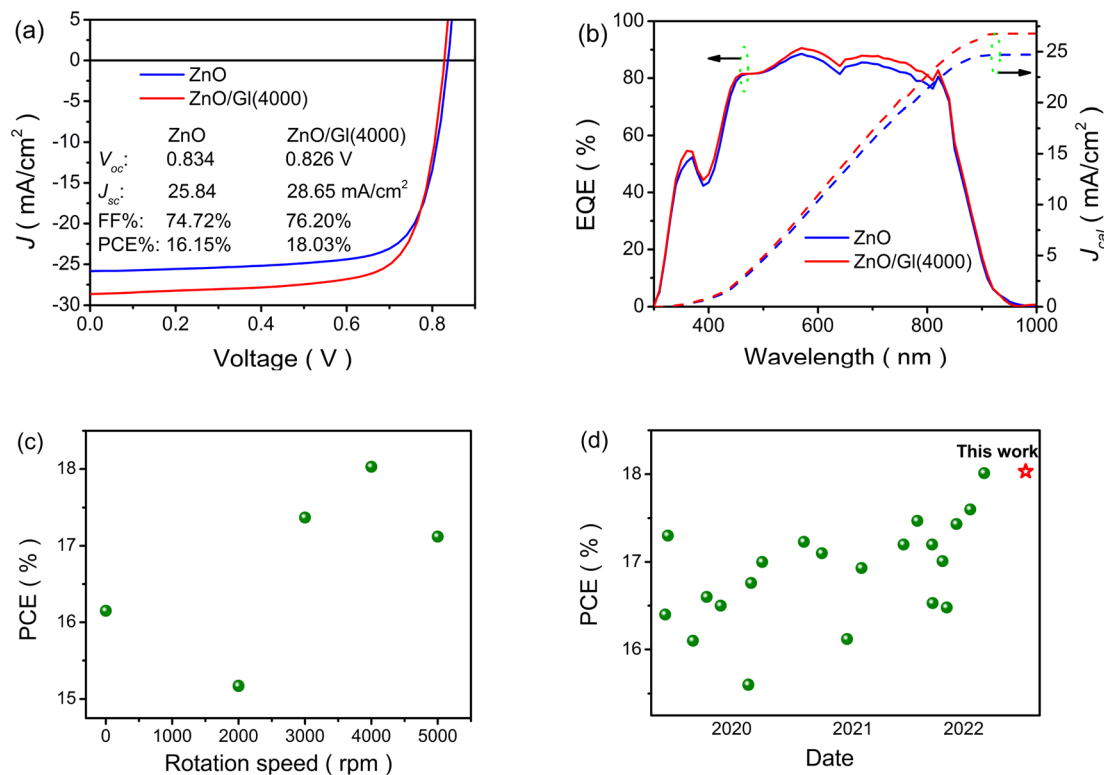 (a)
5
0
-5
-10
-15
-20
-25
-30
J ( mA/cm²
)
ZnO
ZnO/Gl(4000)
ZnO ZnO/Gl(4000)
Voc: 0.834 0.826 V
Jsc: 25.84 28.65 mA/cm²
FF%: 74.72% 76.20%
PCE%: 16.15% 18.03%
0.0 0.2 0.4 0.6 0.8
Voltage ( V )
(b)
100
80
60
40
20
0
EQE ( % )
25
20
15
10
5
0
Jcal ( mA/cm²
)
ZnO
ZnO/Gl(4000)
400 600 800 1000
Wavelength ( nm )
(c)
18
17
16
15
PCE ( % )
0 1000 2000 3000 4000 5000
Rotation speed ( rpm )
(d)
This work
18
17
16
PCE ( % )
2020 2021 2022
Date